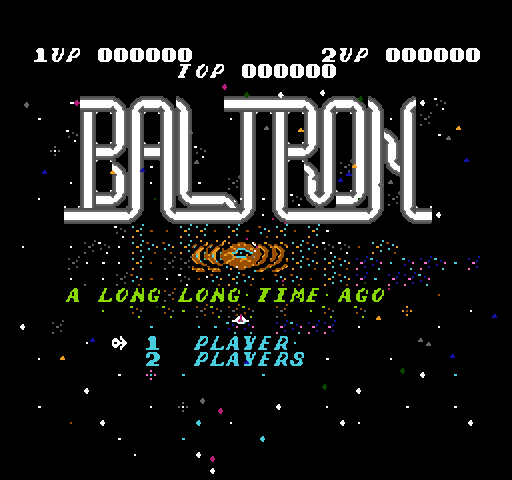 1UP 000000 2UP 000000
TOP 000000
BALTRON
A LONG LONG TIME AGO
1 PLAYER
2 PLAYERS